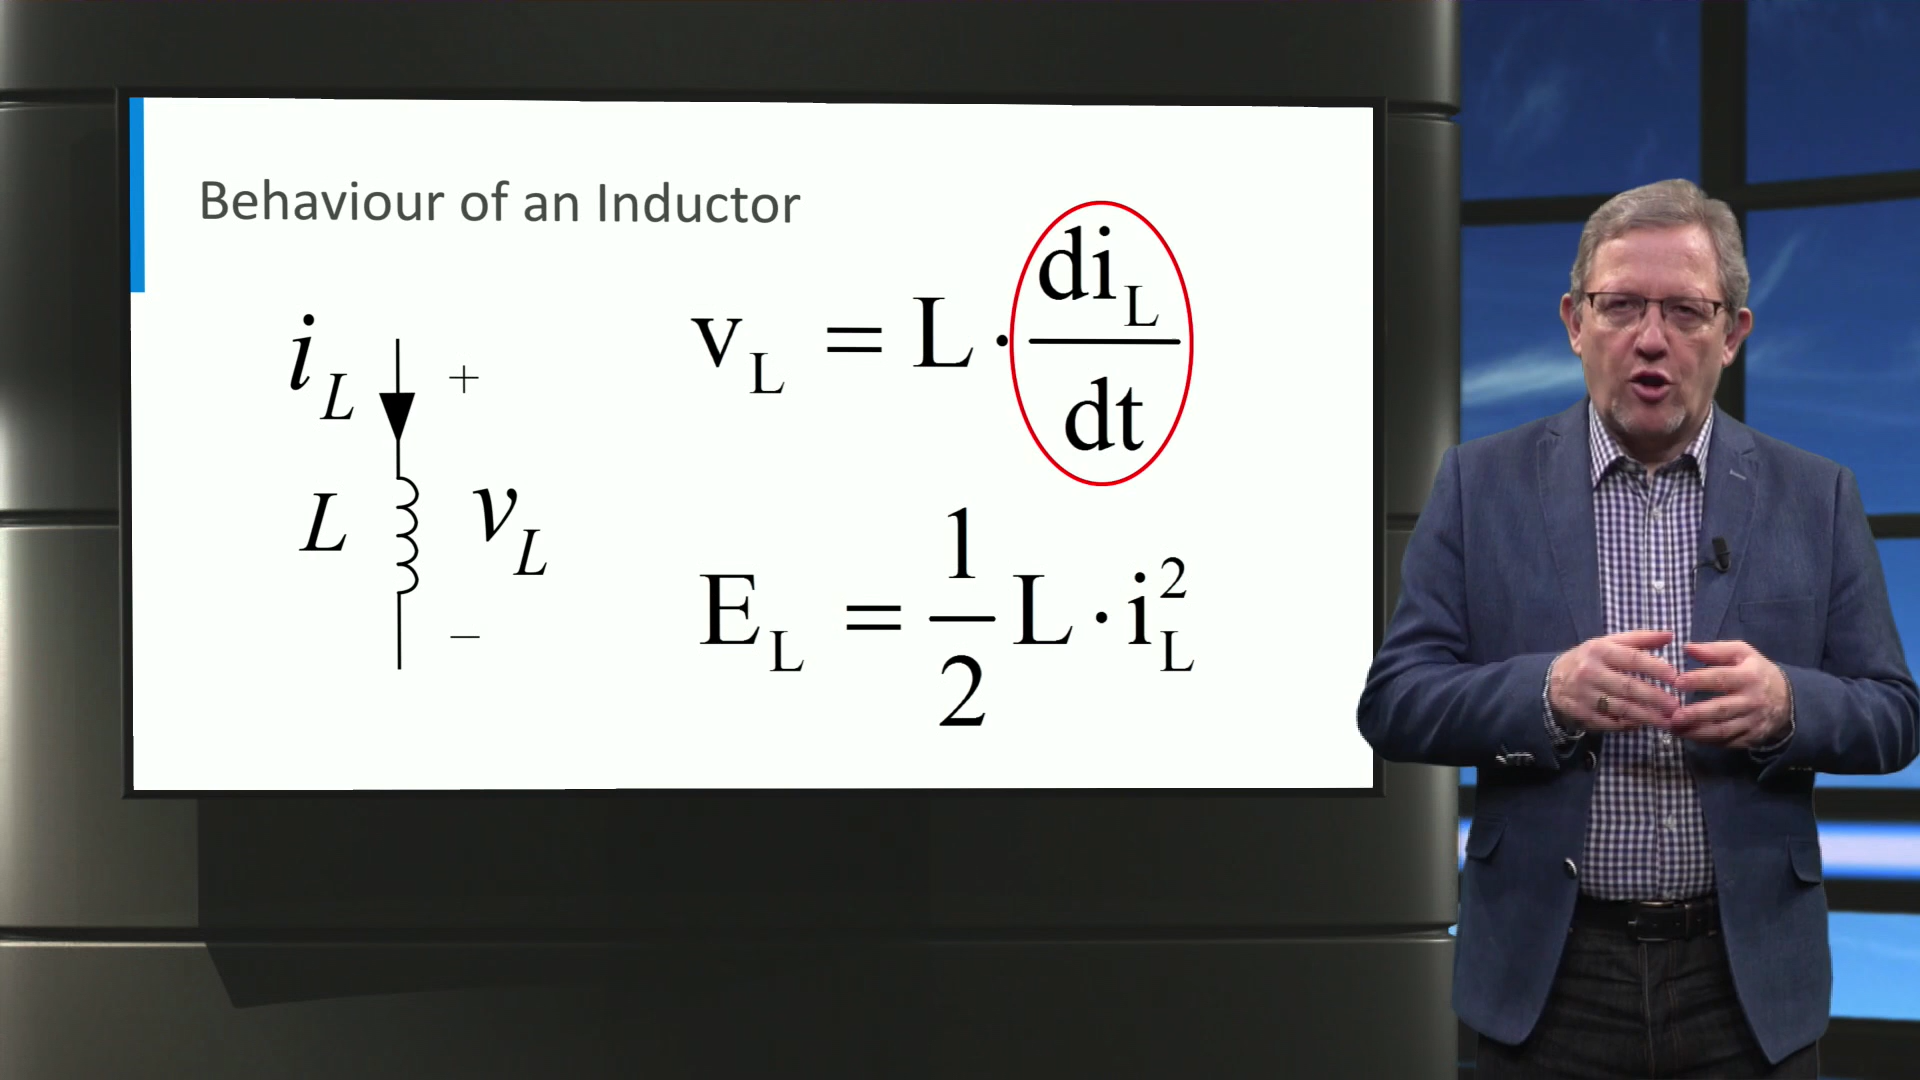 Behaviour of an Inductor
i_L
+
L
v_L
−
v_L = L · di_L/dt
E_L = 1/2 L · i_L^2